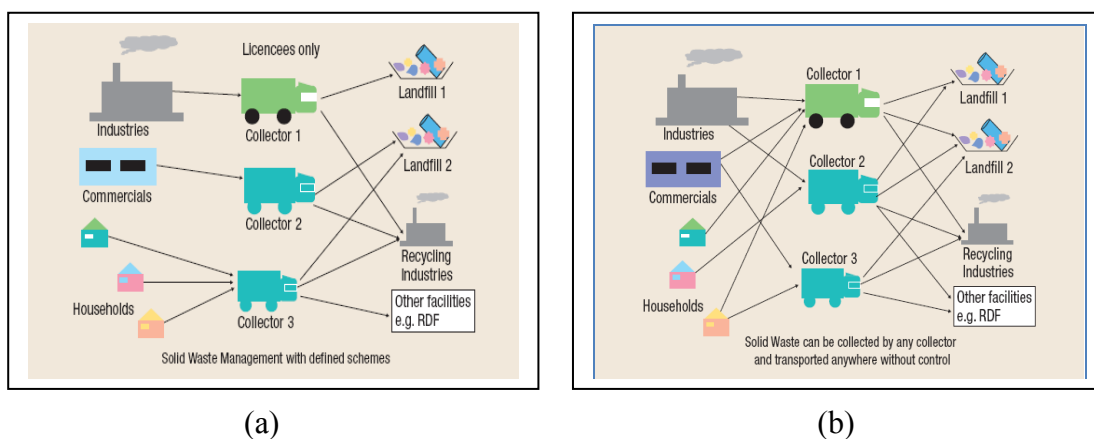 Licencees only
Industries
Collector 1
Landfill 1
Commercials
Collector 2
Landfill 2
Recycling
Industries
Households
Collector 3
Other facilities
e.g. RDF
Solid Waste Management with defined schemes
(a)
Collector 1
Industries
Landfill 1
Collector 2
Commercials
Landfill 2
Recycling
Industries
Collector 3
Households
Other facilities
e.g. RDF
Solid Waste can be collected by any collector
and transported anywhere without control
(b)